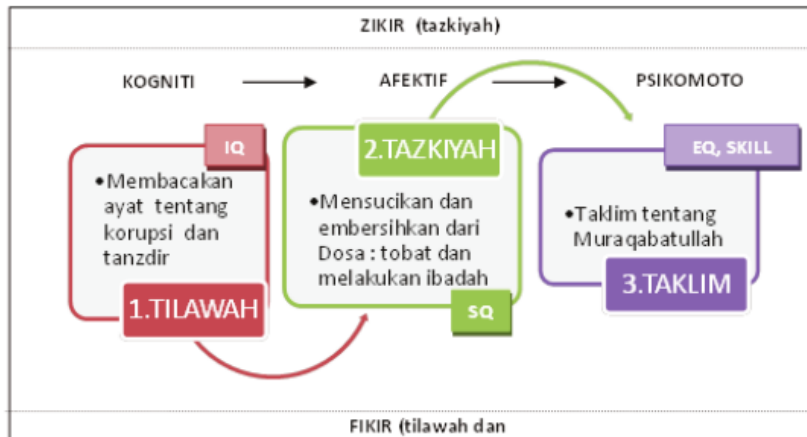 ZIKIR (tazkiyah)
KOGNITI
AFEKTIF
PSIKOMOTO
IQ
•Membacakan
ayat tentang
korupsi dan
tanzdir
1.TILAWAH
2.TAZKIYAH
•Mensucikan dan
embersihkan dari
Dosa : tobat dan
melakukan ibadah
SQ
EQ, SKILL
•Taklim tentang
Muraqabatullah
3.TAKLIM
FIKIR (tilawah dan